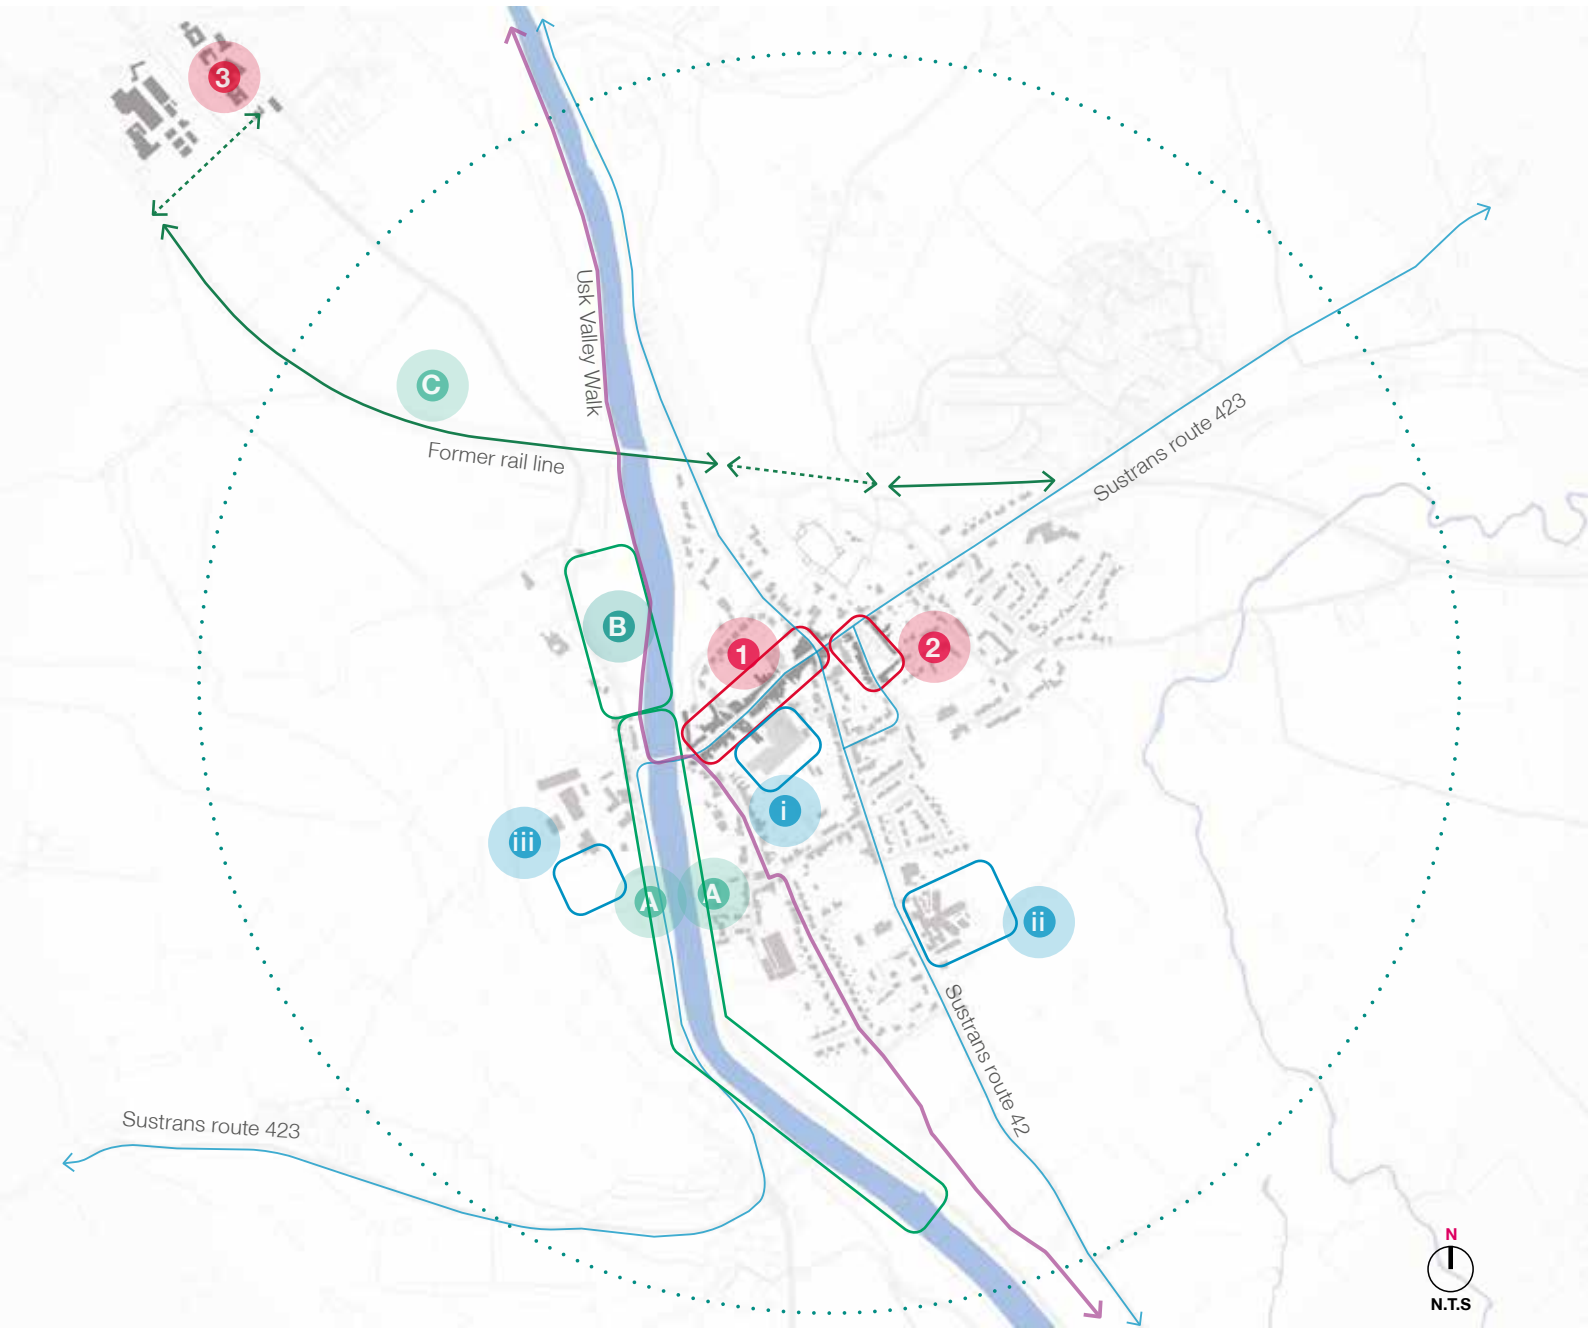 3
Usk Valley Walk
C
Former rail line
Sustrans route 423
B
1
2
i
iii
A
A
ii
Sustrans route 42
Sustrans route 423
N
N.T.S